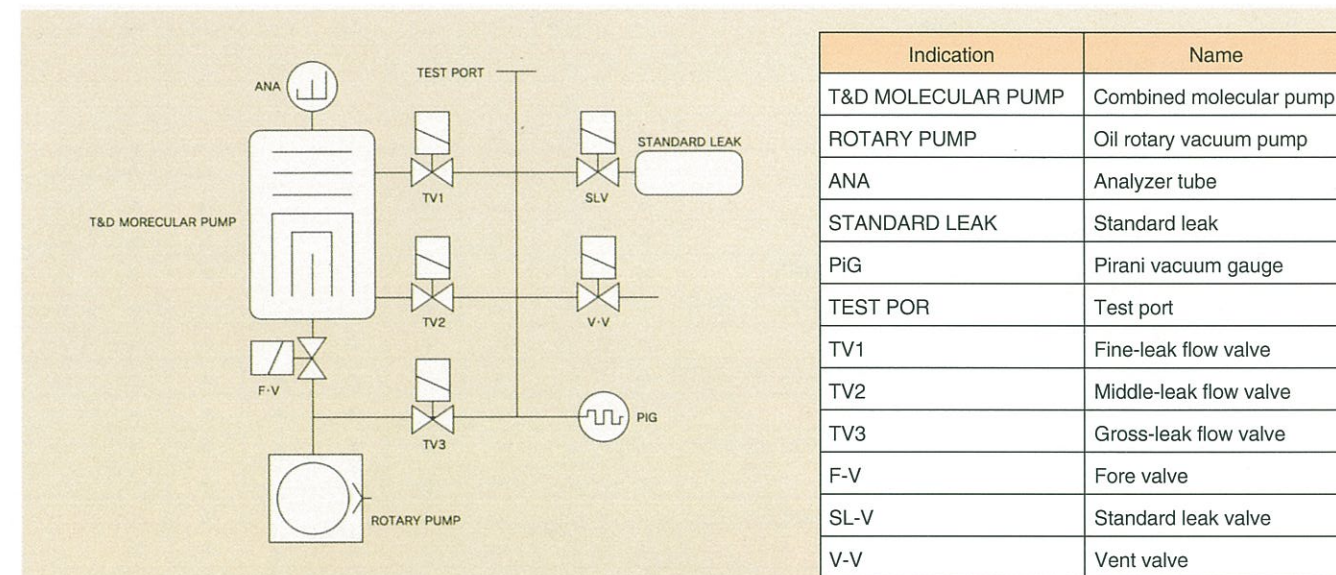 ANA
TEST PORT
STANDARD LEAK
TV1
SLV
T&D MORECULAR PUMP
TV2
V·V
F·V
TV3
PIG
ROTARY PUMP
Indication Name
T&D MOLECULAR PUMP Combined molecular pump
ROTARY PUMP Oil rotary vacuum pump
ANA Analyzer tube
STANDARD LEAK Standard leak
PiG Pirani vacuum gauge
TEST POR Test port
TV1 Fine-leak flow valve
TV2 Middle-leak flow valve
TV3 Gross-leak flow valve
F-V Fore valve
SL-V Standard leak valve
V-V Vent valve